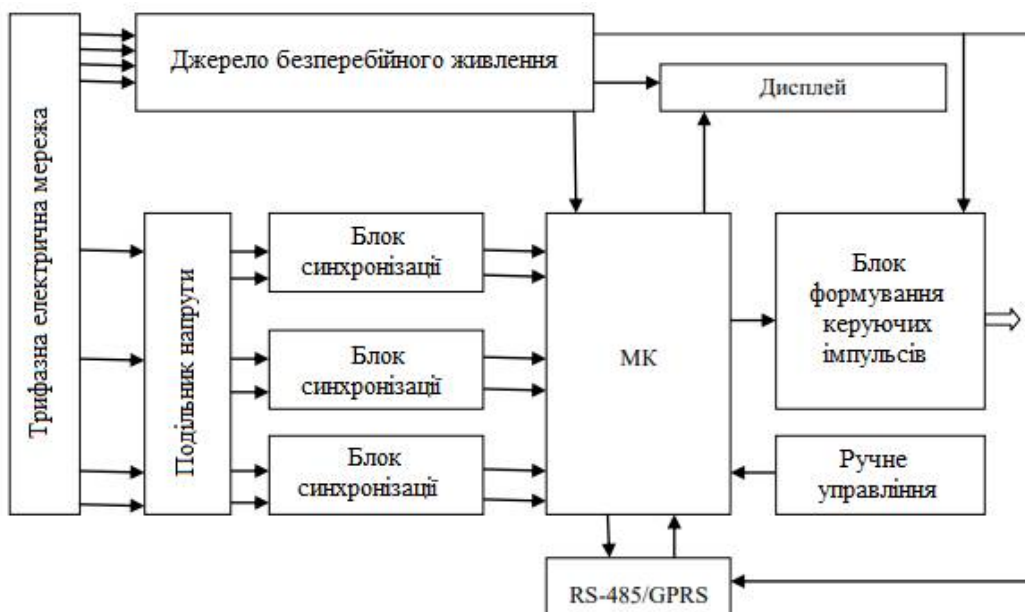 Трифазна електрична мережа
Джерело безперебійного живлення
Дисплей
Подільник напруги
Блок
синхронізації
Блок
синхронізації
Блок
синхронізації
МК
Блок
формування
керуючих
імпульсів
Ручне
управління
RS-485/GPRS